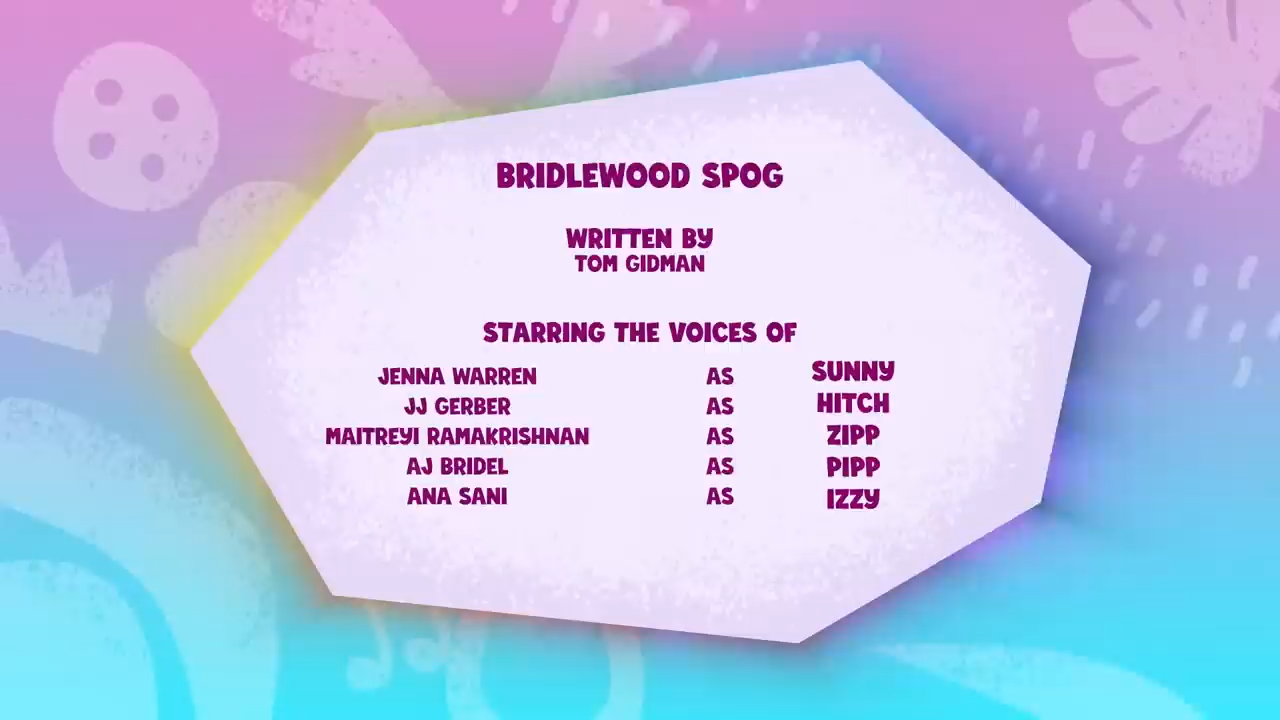 BRIDLEWOOD SPOG
WRITTEN BY
TOM GIDMAN
STARRING THE VOICES OF
JENNA WARREN AS SUNNY
JJ GERBER AS HITCH
MAITREYI RAMAKRISHNAN AS ZIPP
AJ BRIDEL AS PIPP
ANA SANI AS IZZY